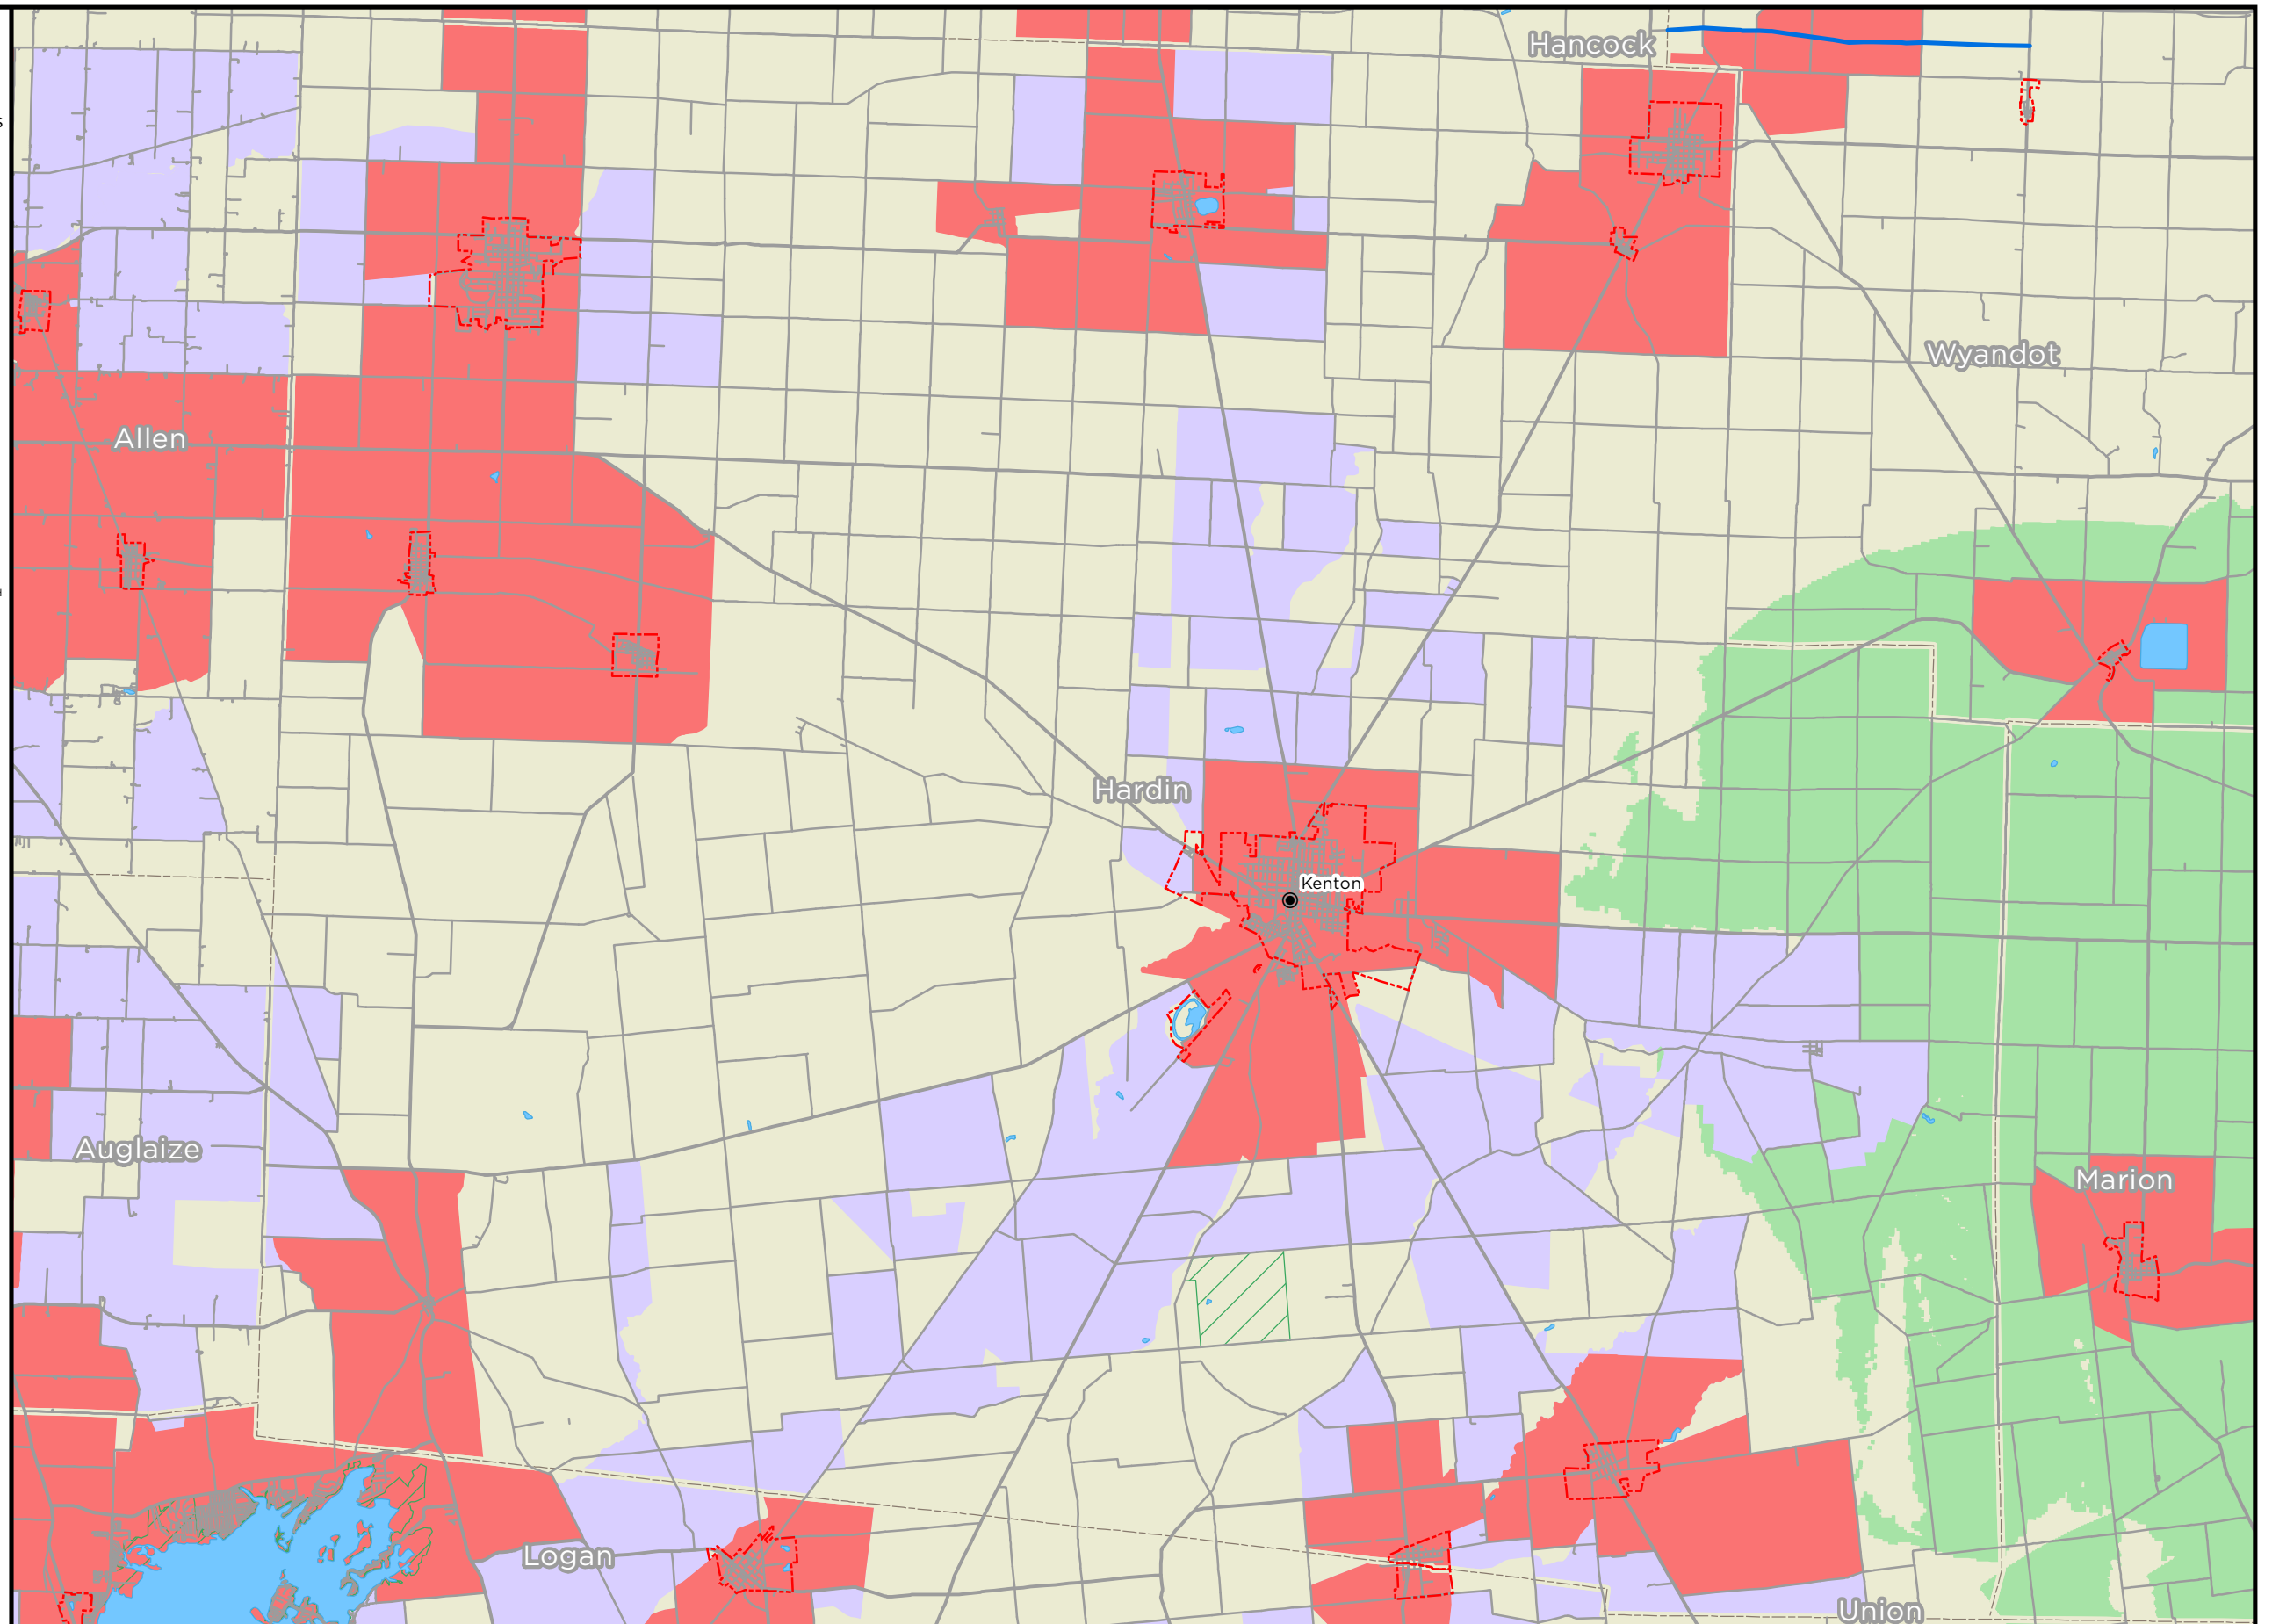 Hancock
Wyandot
Allen
Hardin
Kenton
Auglaize
Marion
Logan
Union